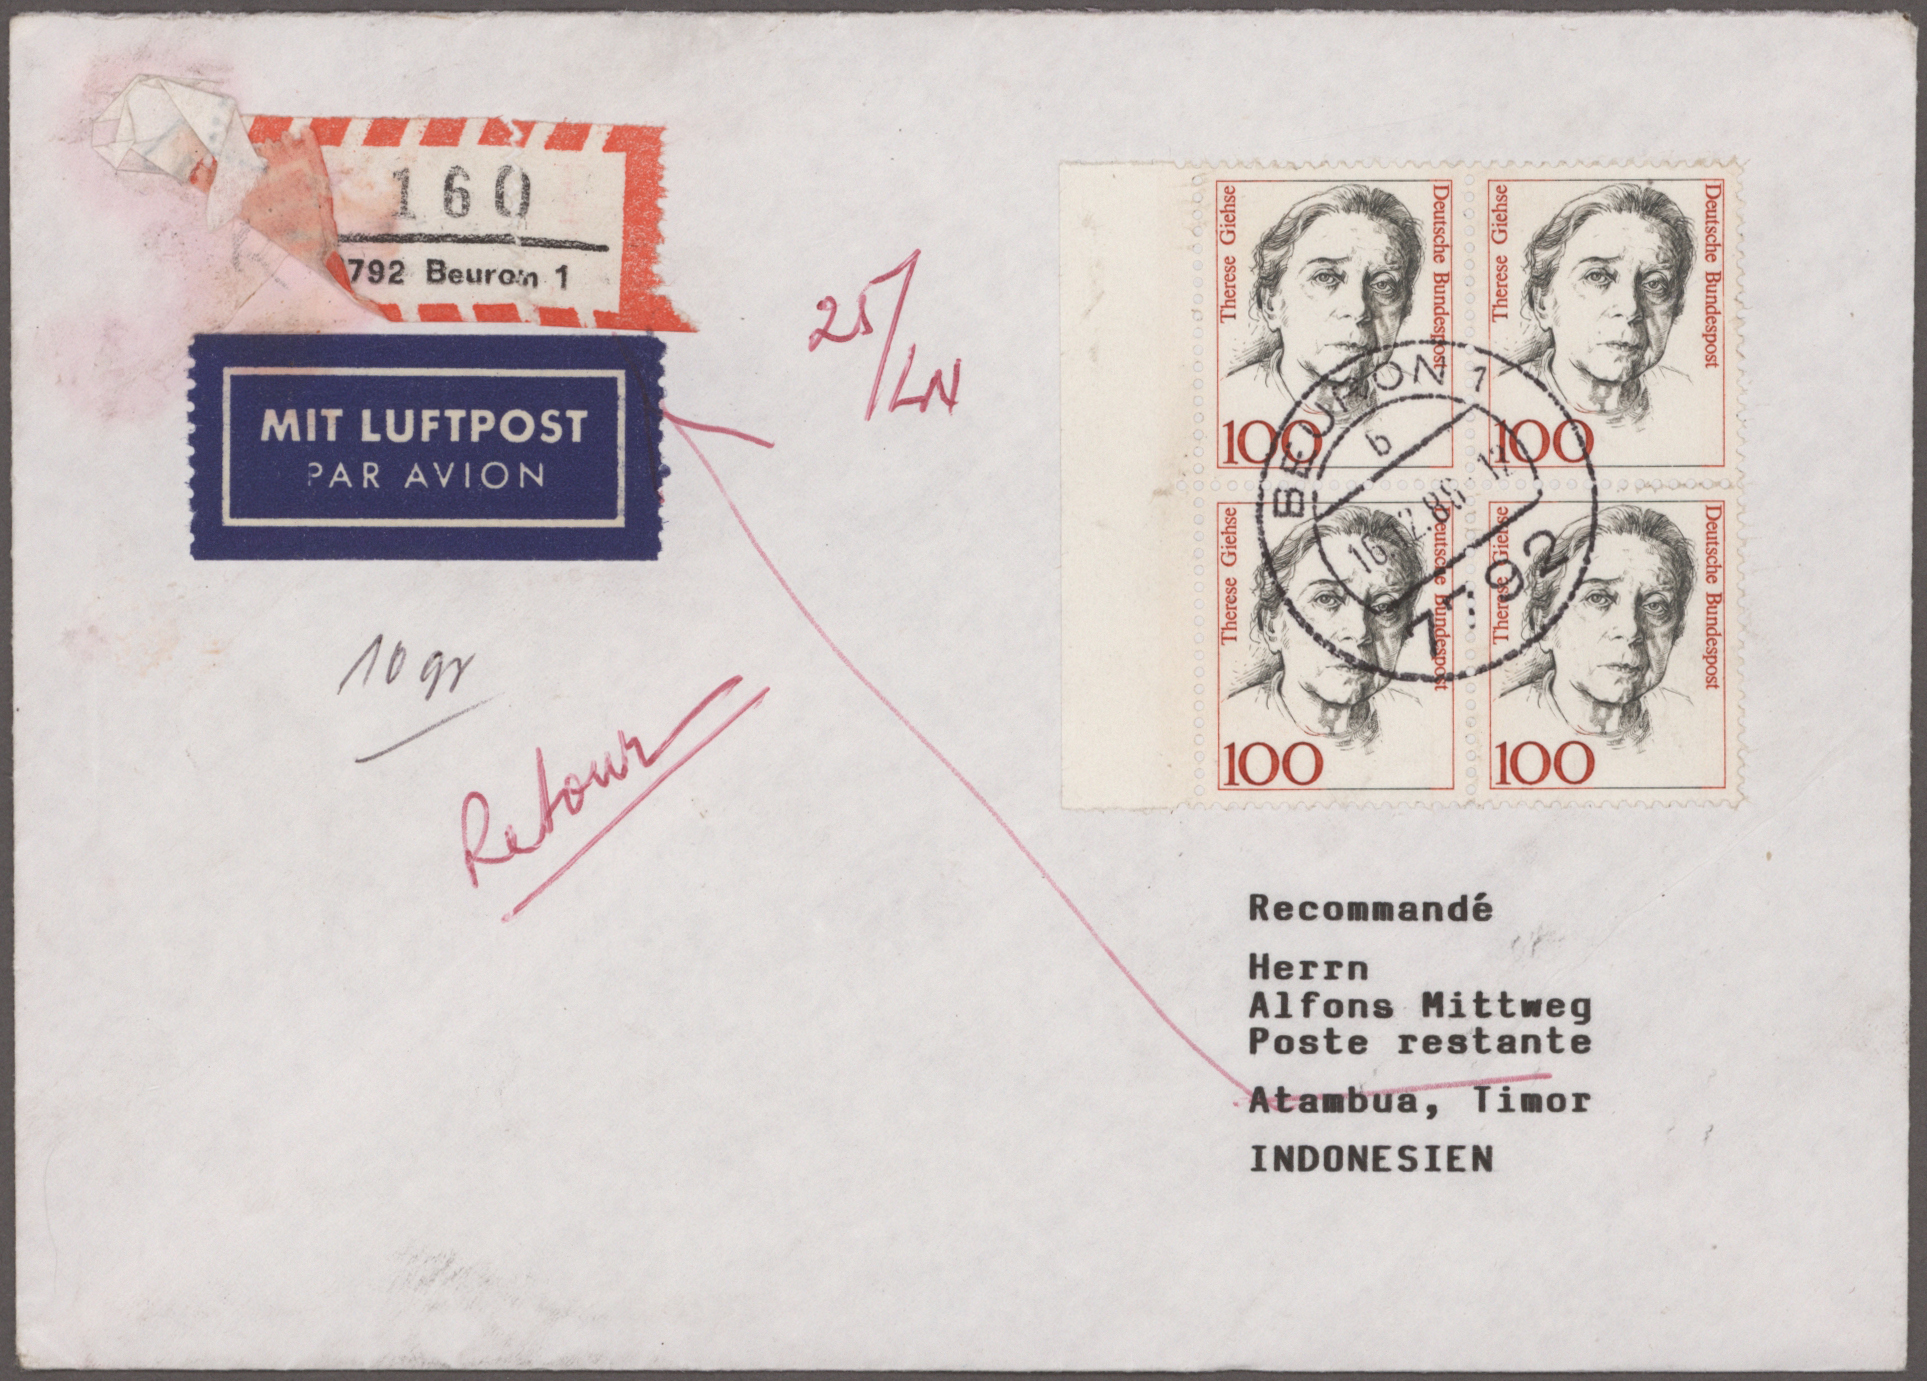 160
792 Beuron 1
MIT LUFTPOST
PAR AVION
25/LN
10 gr
Retour
Therese Giehse
Deutsche Bundespost
100
Therese Giehse
Deutsche Bundespost
100
Therese Giehse
Deutsche Bundespost
100
Therese Giehse
Deutsche Bundespost
100
BEURON 1
b
12
7792
Recommandé
Herrn
Alfons Mittweg
Poste restante
Atambua, Timor
INDONESIEN